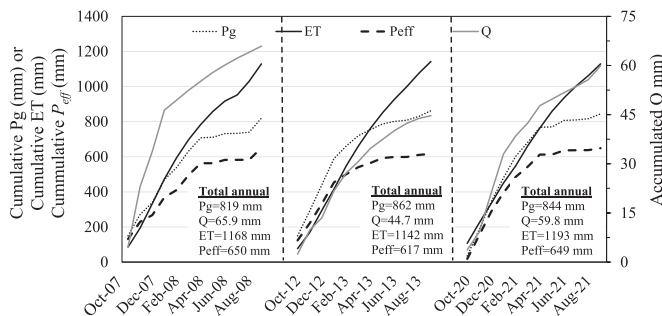 Pg ET Peff Q
Cumulative Pg (mm) or
Cumulative ET (mm)
Cummulative Peff (mm)
1400
1200
1000
800
600
400
200
0
75
60
45
30
15
0
Accumulated Q mm
Total annual
Pg=819 mm
Q=65.9 mm
ET=1168 mm
Peff=650 mm
Total annual
Pg=862 mm
Q=44.7 mm
ET=1142 mm
Peff=617 mm
Total annual
Pg=844 mm
Q=59.8 mm
ET=1193 mm
Peff=649 mm
Oct-07
Dec-07
Feb-08
Apr-08
Jun-08
Aug-08
Oct-12
Dec-12
Feb-13
Apr-13
Jun-13
Aug-13
Oct-20
Dec-20
Feb-21
Apr-21
Jun-21
Aug-21